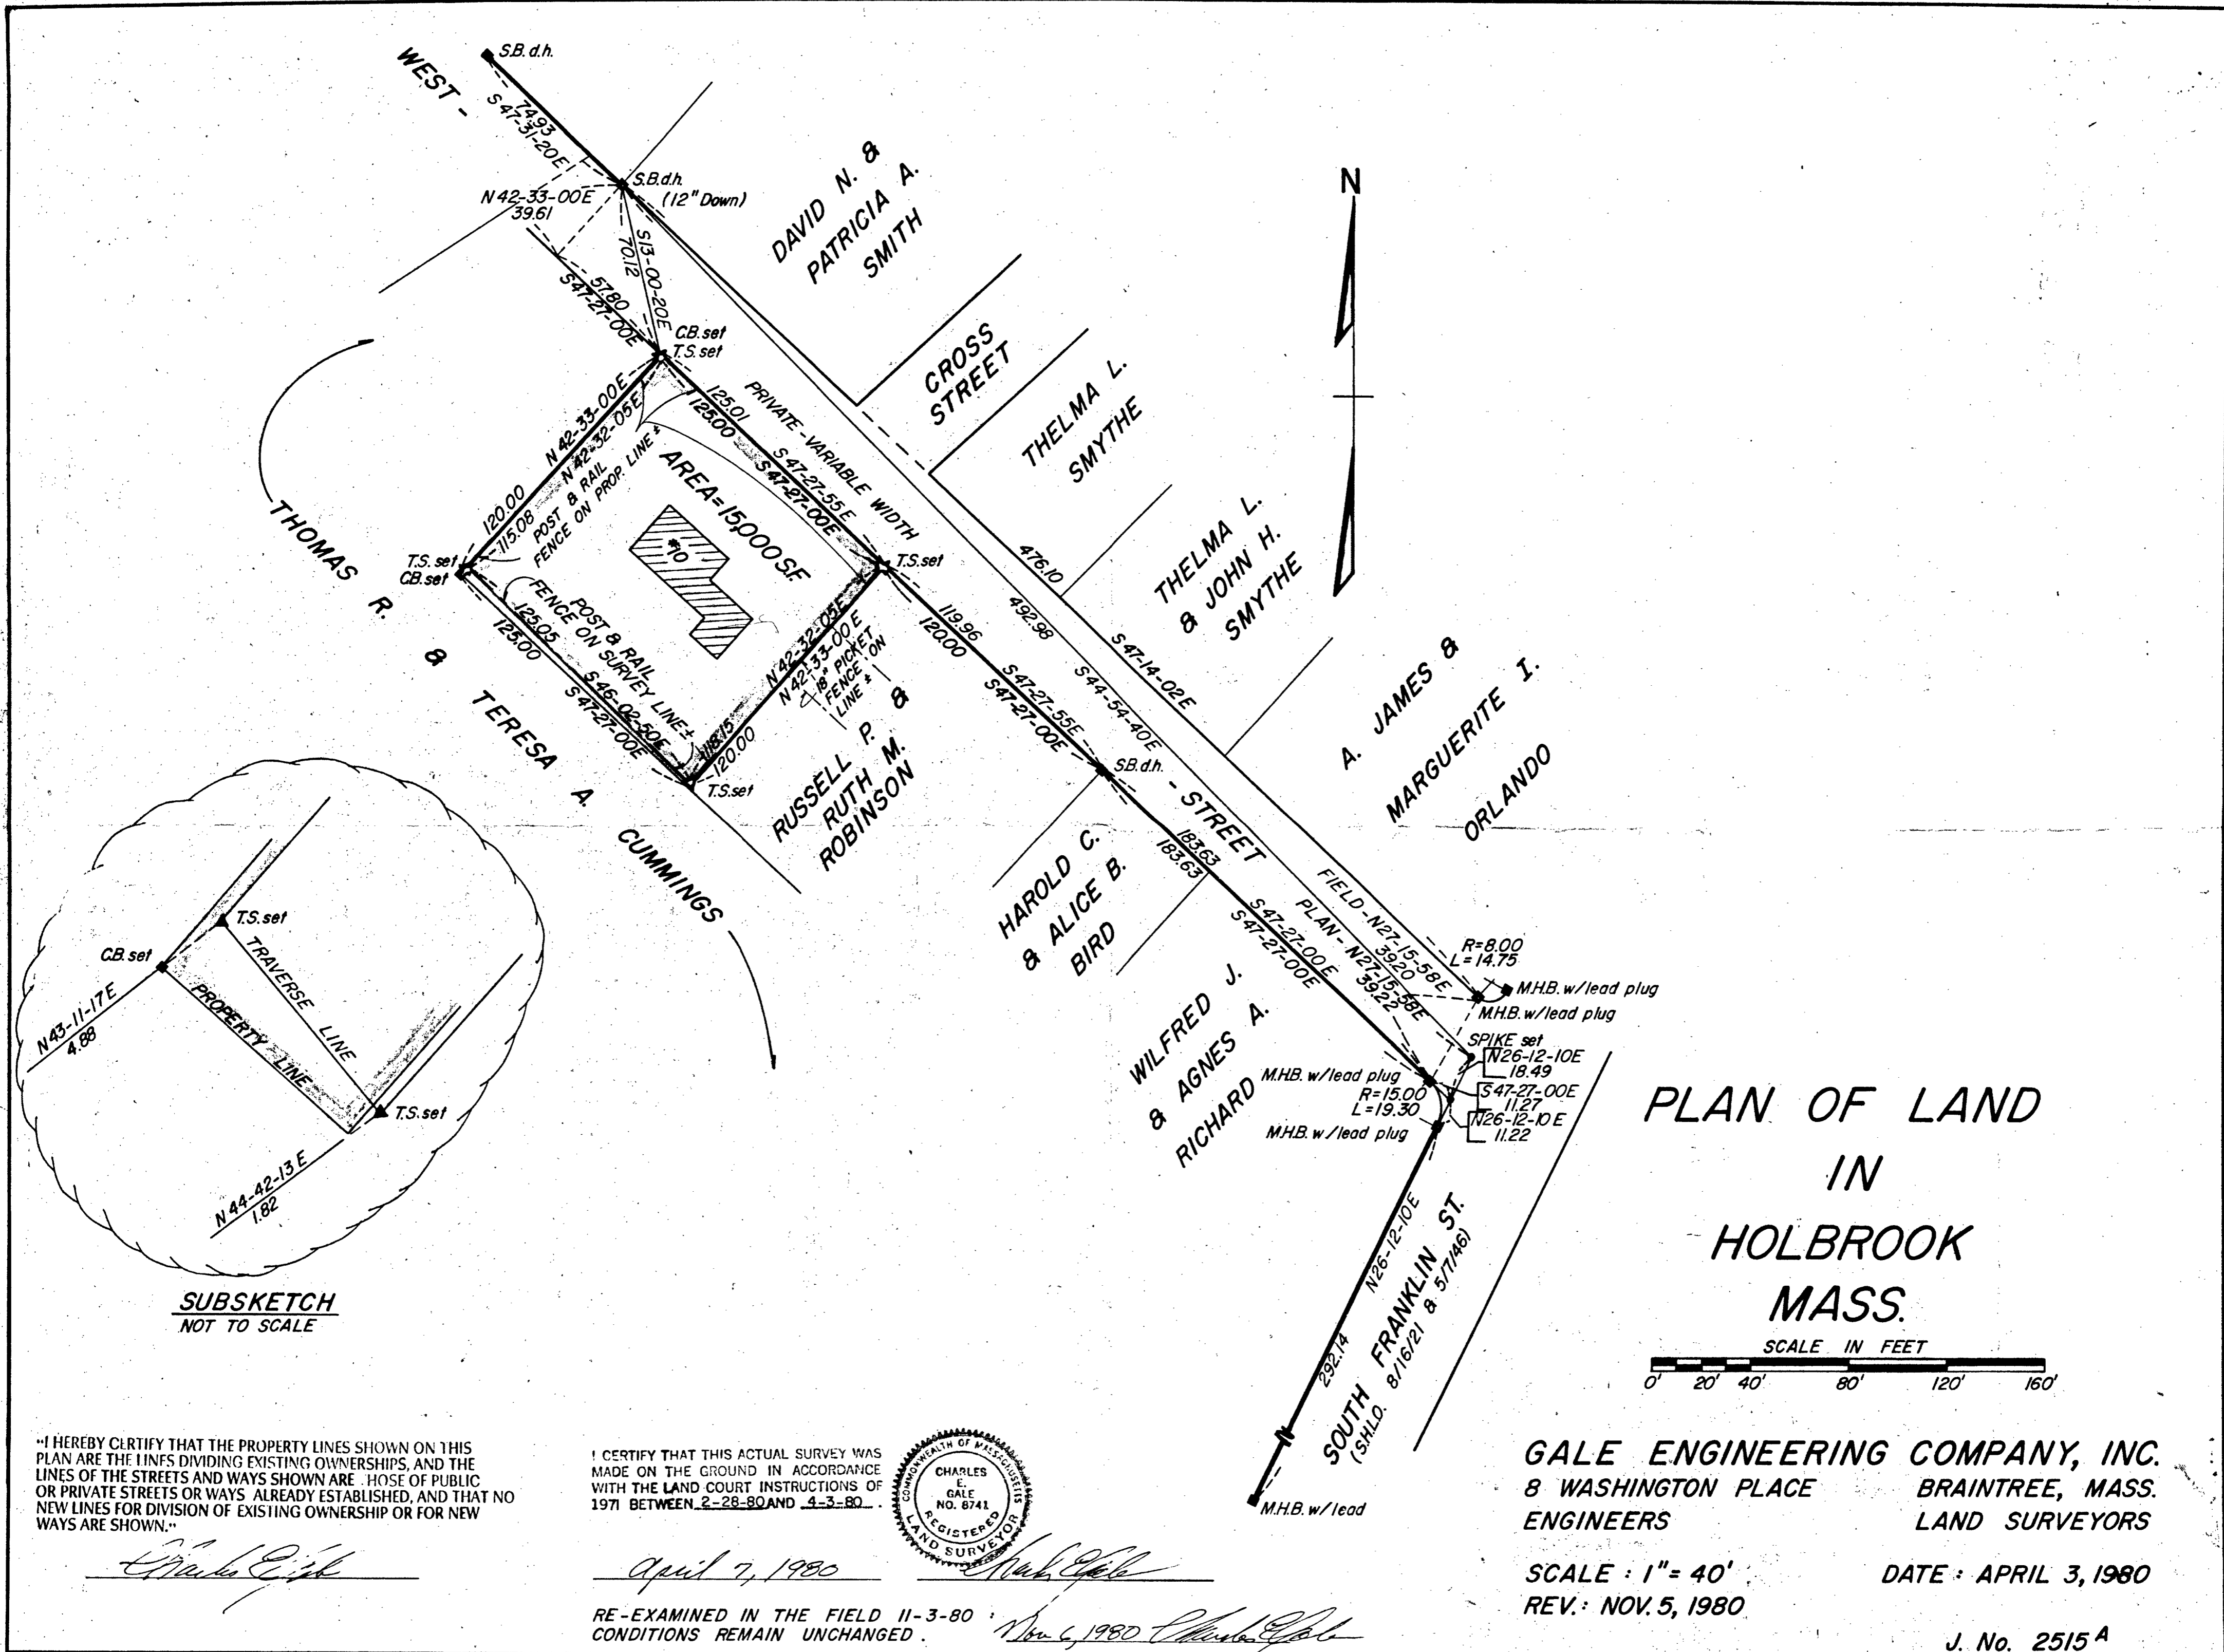 S.B. d.h.
WEST -
74.93
S 47-31-20E
N 42-33-00E
39.61
S.B.d.h.
(12" Down)
S13-00-20E
70.12
57.80
S47-27-00E
DAVID N. &
PATRICIA A.
SMITH
N
CB. set
T.S. set
CROSS
STREET
THELMA L.
SMYTHE
PRIVATE - VARIABLE WIDTH
125.01
125.00
S 47-27-55E
S47-27-00E
N 42-33-00E
N 42-32-05E
120.00
115.08
POST & RAIL
FENCE ON PROP. LINE ±
AREA = 15,000 S.F.
#10
T.S. set
CB. set
T.S. set
THOMAS R. & TERESA A. CUMMINGS
POST & RAIL
FENCE ON SURVEY LINE ±
125.05
125.00
S 46-02-50E
S 47-27-00E
N 42-32-05E
N 42-33-00E
118.15
120.00
18" PICKET
FENCE ON
LINE ±
T.S. set
RUSSELL P. &
RUTH M.
ROBINSON
THELMA L.
& JOHN H.
SMYTHE
476.10
492.98
S 47-14-02E
S 44-54-40E
119.96
120.00
S 47-27-55E
S47-27-00E
S.B. d.h.
- STREET
A. JAMES &
MARGUERITE I.
ORLANDO
HAROLD C.
& ALICE B.
BIRD
183.63
183.63
S 47-27-00E
S 47-27-00E
FIELD - N27-15-58E
39.20
PLAN - N27-15-58E
39.22
R=8.00
L=14.75
M.H.B. w/lead plug
M.H.B. w/lead plug
SPIKE set
N26-12-10E
18.49
S47-27-00E
11.27
N26-12-10E
11.22
WILFRED J.
& AGNES A.
RICHARD
M.H.B. w/lead plug
R=15.00
L=19.30
M.H.B. w/lead plug
N26-12-10E
292.14
SOUTH FRANKLIN ST.
(S.H.L.O. 8/16/21 & 5/7/46)
M.H.B. w/lead
T.S. set
CB. set
TRAVERSE LINE
PROPERTY LINE
N 43-11-17E
4.88
T.S. set
N 44-42-13E
1.82
SUBSKETCH
NOT TO SCALE
PLAN OF LAND
IN
HOLBROOK
MASS.
SCALE IN FEET
0' 20' 40' 80' 120' 160'
GALE ENGINEERING COMPANY, INC.
8 WASHINGTON PLACE BRAINTREE, MASS.
ENGINEERS LAND SURVEYORS
SCALE : 1" = 40' DATE : APRIL 3, 1980
REV.: NOV. 5, 1980
J. No. 2515 A
"I HEREBY CERTIFY THAT THE PROPERTY LINES SHOWN ON THIS
PLAN ARE THE LINES DIVIDING EXISTING OWNERSHIPS, AND THE
LINES OF THE STREETS AND WAYS SHOWN ARE THOSE OF PUBLIC
OR PRIVATE STREETS OR WAYS ALREADY ESTABLISHED, AND THAT NO
NEW LINES FOR DIVISION OF EXISTING OWNERSHIP OR FOR NEW
WAYS ARE SHOWN."
I CERTIFY THAT THIS ACTUAL SURVEY WAS
MADE ON THE GROUND IN ACCORDANCE
WITH THE LAND COURT INSTRUCTIONS OF
1971 BETWEEN 2-28-80 AND 4-3-80.
COMMONWEALTH OF MASSACHUSETTS
CHARLES
E.
GALE
NO. 8741
REGISTERED
LAND SURVEYOR
April 7, 1980
RE-EXAMINED IN THE FIELD 11-3-80 :
CONDITIONS REMAIN UNCHANGED.
Nov 6, 1980